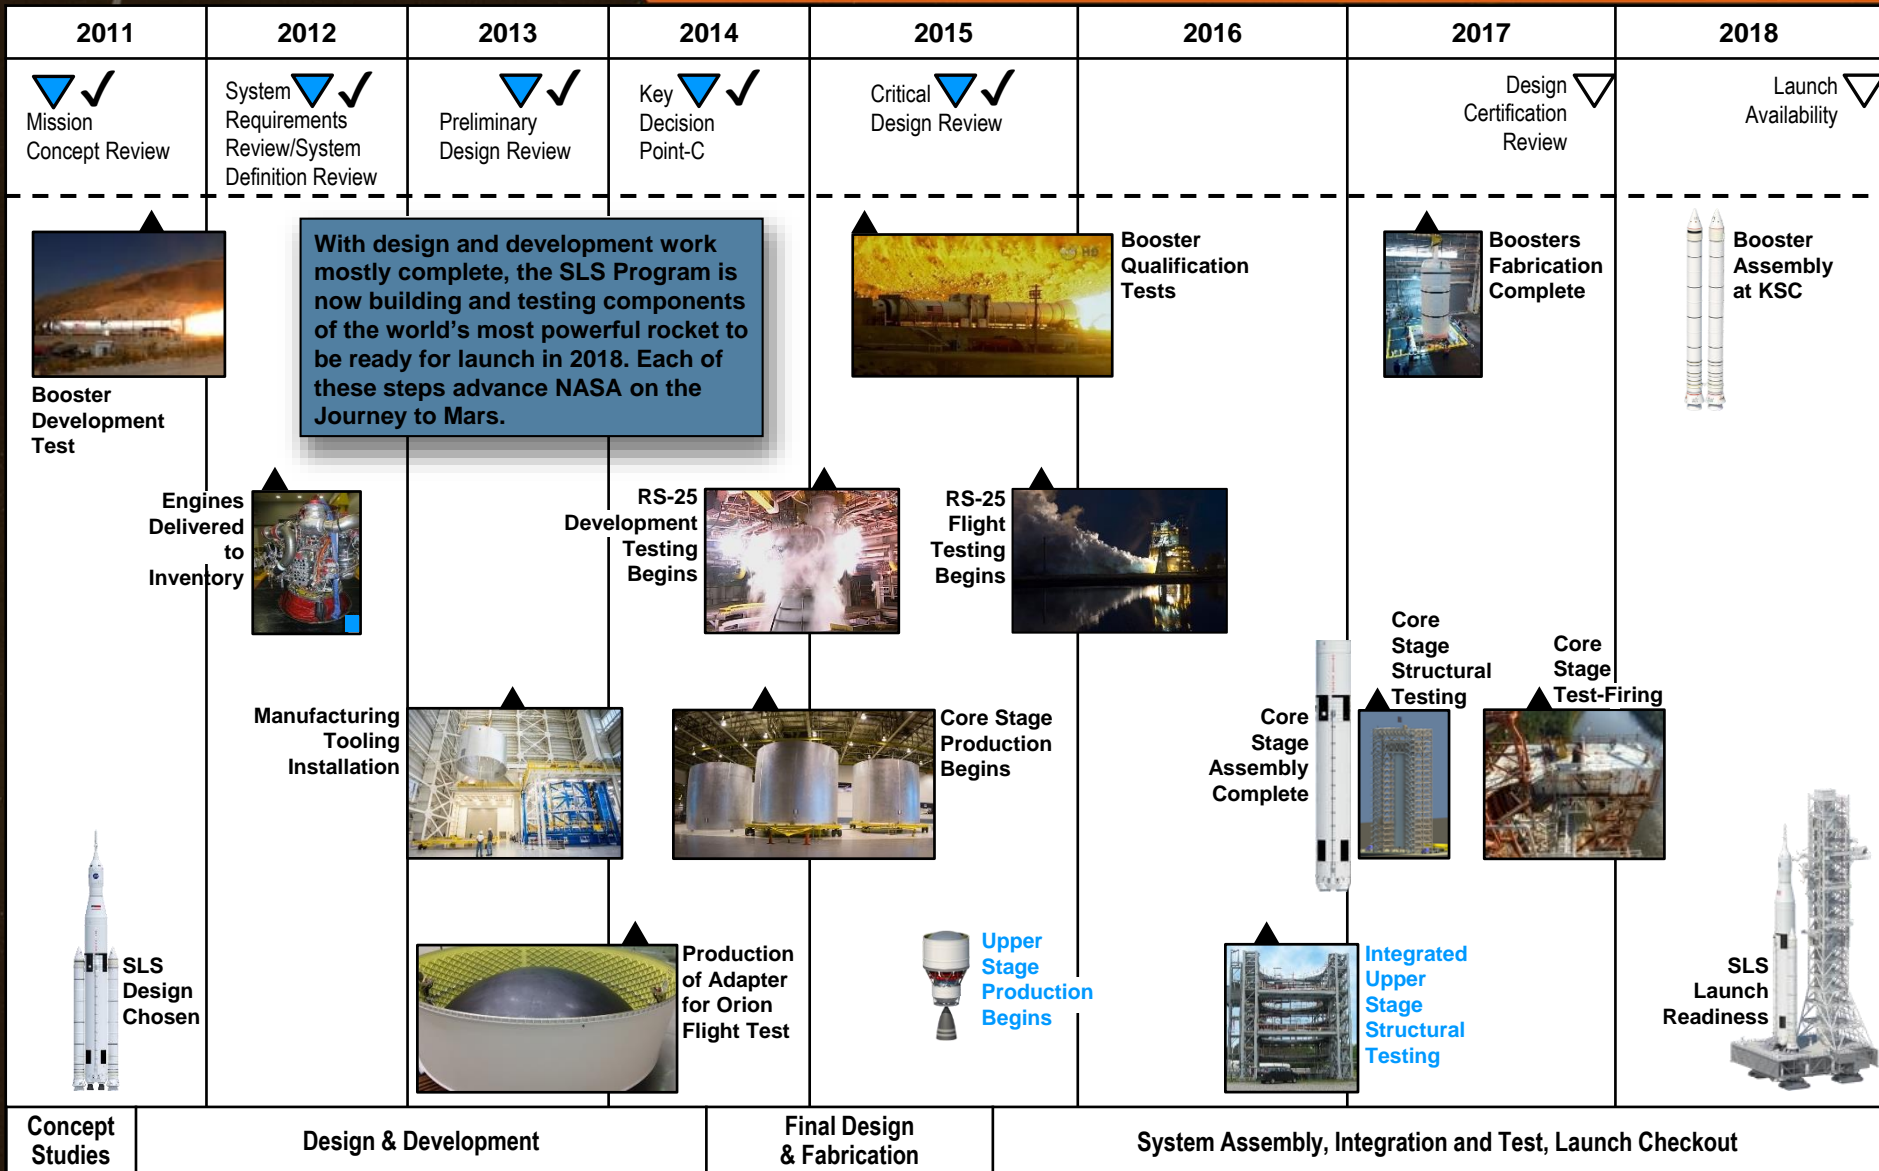 2011
2012
2013
2014
2015
2016
2017
2018
Mission
Concept Review
System
Requirements
Review/System
Definition Review
Preliminary
Design Review
Key
Decision
Point-C
Critical
Design Review
Design
Certification
Review
Launch
Availability
Booster
Development
Test
With design and development work
mostly complete, the SLS Program is
now building and testing components
of the world's most powerful rocket to
be ready for launch in 2018. Each of
these steps advance NASA on the
Journey to Mars.
HD
Booster
Qualification
Tests
Boosters
Fabrication
Complete
Booster
Assembly
at KSC
Engines
Delivered
to
Inventory
RS-25
Development
Testing
Begins
RS-25
Flight
Testing
Begins
Manufacturing
Tooling
Installation
Core Stage
Production
Begins
Core
Stage
Assembly
Complete
Core
Stage
Structural
Testing
Core
Stage
Test-Firing
SLS
Design
Chosen
Production
of Adapter
for Orion
Flight Test
Upper
Stage
Production
Begins
Integrated
Upper
Stage
Structural
Testing
SLS
Launch
Readiness
Concept
Studies
Design & Development
Final Design
& Fabrication
System Assembly, Integration and Test, Launch Checkout